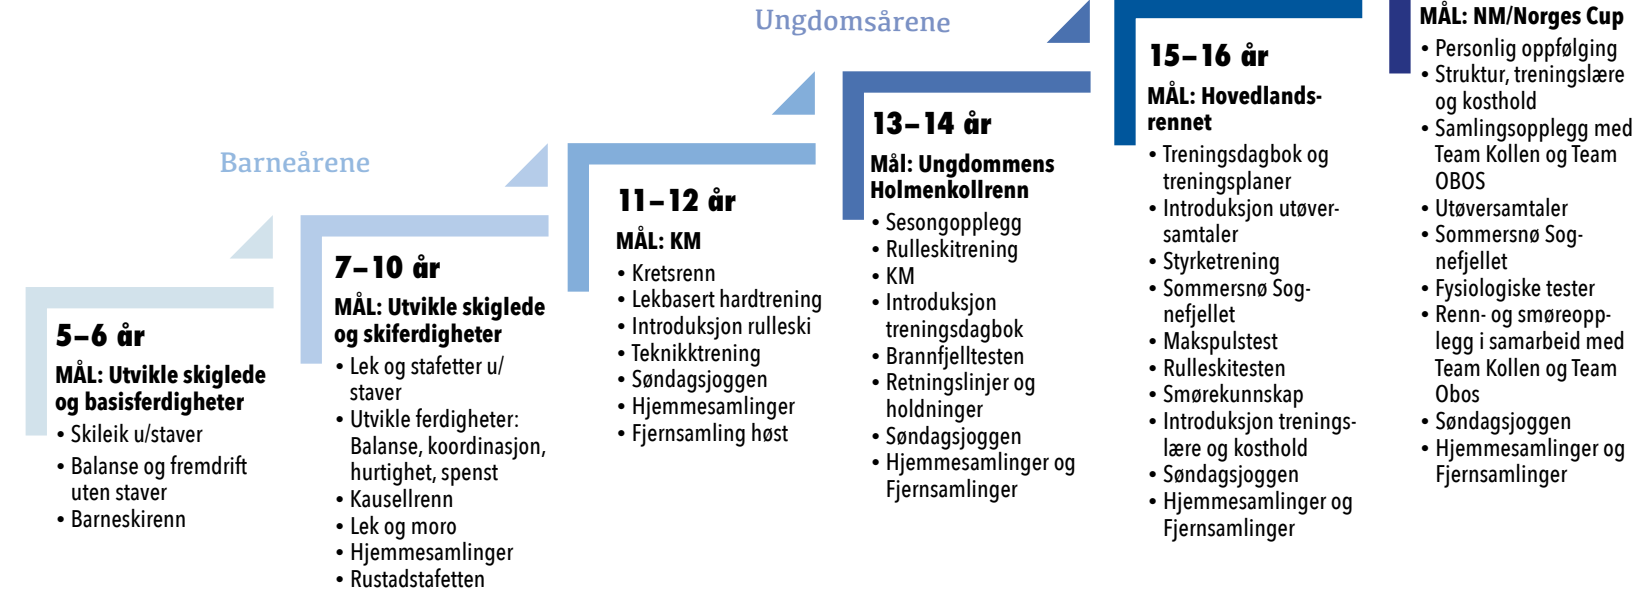 Barneårene
Ungdomsårene
5–6 år
MÅL: Utvikle skiglede
og basisferdigheter
• Skileik u/staver
• Balanse og fremdrift
uten staver
• Barneskirenn
7–10 år
MÅL: Utvikle skiglede
og skiferdigheter
• Lek og stafetter u/
staver
• Utvikle ferdigheter:
Balanse, koordinasjon,
hurtighet, spenst
• Kausellrenn
• Lek og moro
• Hjemmesamlinger
• Rustadstafetten
11–12 år
MÅL: KM
• Kretsrenn
• Lekbasert hardtrening
• Introduksjon rulleski
• Teknikktrening
• Søndagsjoggen
• Hjemmesamlinger
• Fjernsamling høst
13–14 år
Mål: Ungdommens
Holmenkollrenn
• Sesongopplegg
• Rulleskitrening
• KM
• Introduksjon
treningsdagbok
• Brannfjelltesten
• Retningslinjer og
holdninger
• Søndagsjoggen
• Hjemmesamlinger og
Fjernsamlinger
15–16 år
MÅL: Hovedlands-
rennet
• Treningsdagbok og
treningsplaner
• Introduksjon utøver-
samtaler
• Styrketrening
• Sommersnø Sog-
nefjellet
• Makspulstest
• Rulleskitesten
• Smørekunnskap
• Introduksjon trenings-
lære og kosthold
• Søndagsjoggen
• Hjemmesamlinger og
Fjernsamlinger
MÅL: NM/Norges Cup
• Personlig oppfølging
• Struktur, treningslære
og kosthold
• Samlingsopplegg med
Team Kollen og Team
OBOS
• Utøversamtaler
• Sommersnø Sog-
nefjellet
• Fysiologiske tester
• Renn- og smøreopp-
legg i samarbeid med
Team Kollen og Team
Obos
• Søndagsjoggen
• Hjemmesamlinger og
Fjernsamlinger